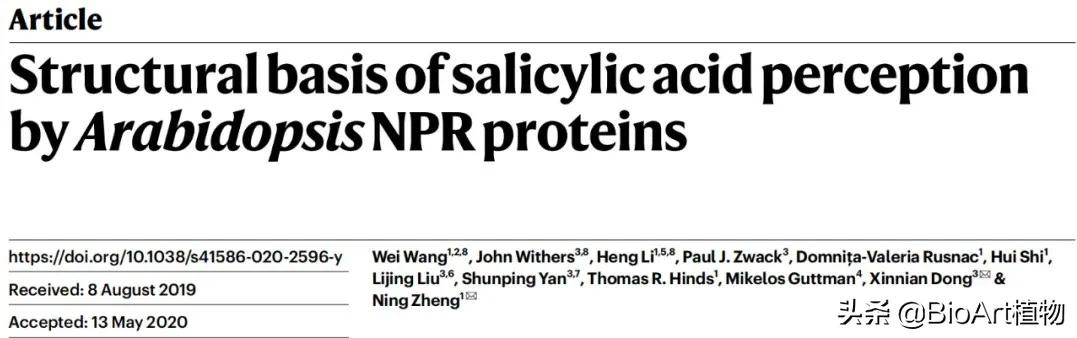 Article
Structural basis of salicylic acid perception
by Arabidopsis NPR proteins
https://doi.org/10.1038/s41586-020-2596-y
Received: 8 August 2019
Accepted: 13 May 2020
Wei Wang1,2,8, John Withers3,8, Heng Li1,5,8, Paul J. Zwack3, Domnița-Valeria Rusnac1, Hui Shi1,
Lijing Liu3,6, Shunping Yan3,7, Thomas R. Hinds1, Mikelos Guttman4, Xinnian Dong3✉ &
Ning Zheng1✉
头条 @BioArt植物